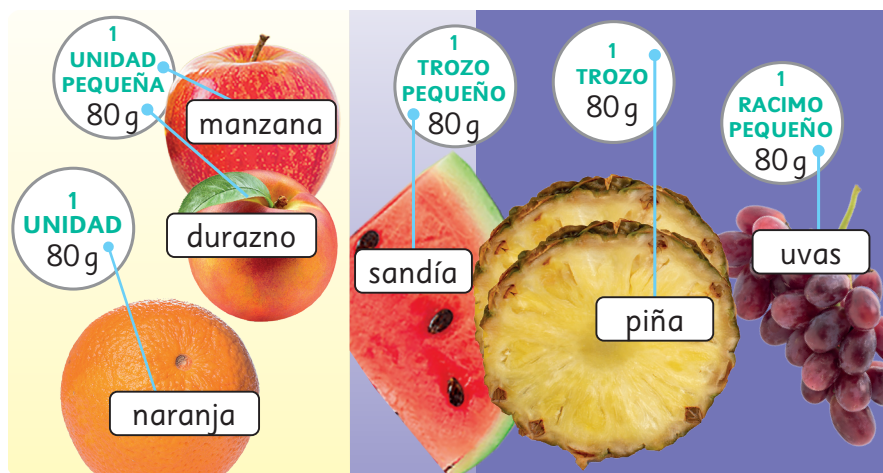 1
UNIDAD
PEQUEÑA
80 g
manzana
durazno
1
UNIDAD
80 g
naranja
1
TROZO
PEQUEÑO
80 g
sandía
1
TROZO
80 g
piña
1
RACIMO
PEQUEÑO
80 g
uvas